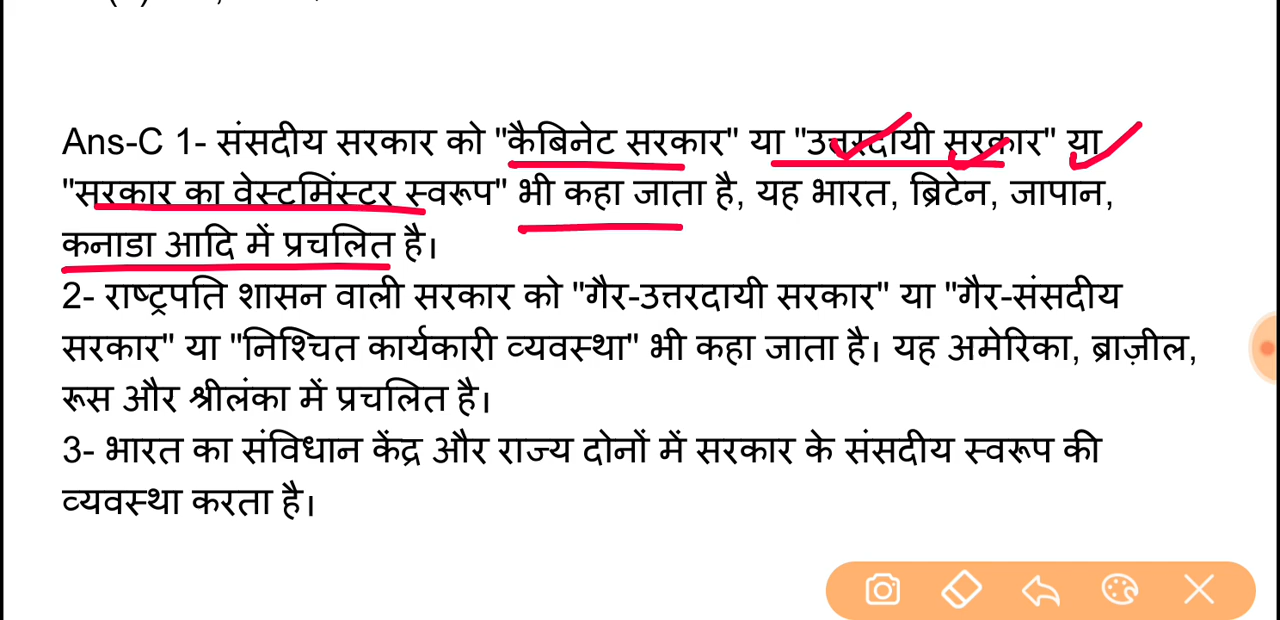 Ans-C 1- संसदीय सरकार को "कैबिनेट सरकार" या "उत्तरदायी सरकार" या
"सरकार का वेस्टमिंस्टर स्वरूप" भी कहा जाता है, यह भारत, ब्रिटेन, जापान,
कनाडा आदि में प्रचलित है।
2- राष्ट्रपति शासन वाली सरकार को "गैर-उत्तरदायी सरकार" या "गैर-संसदीय
सरकार" या "निश्चित कार्यकारी व्यवस्था" भी कहा जाता है। यह अमेरिका, ब्राज़ील,
रूस और श्रीलंका में प्रचलित है।
3- भारत का संविधान केंद्र और राज्य दोनों में सरकार के संसदीय स्वरूप की
व्यवस्था करता है।